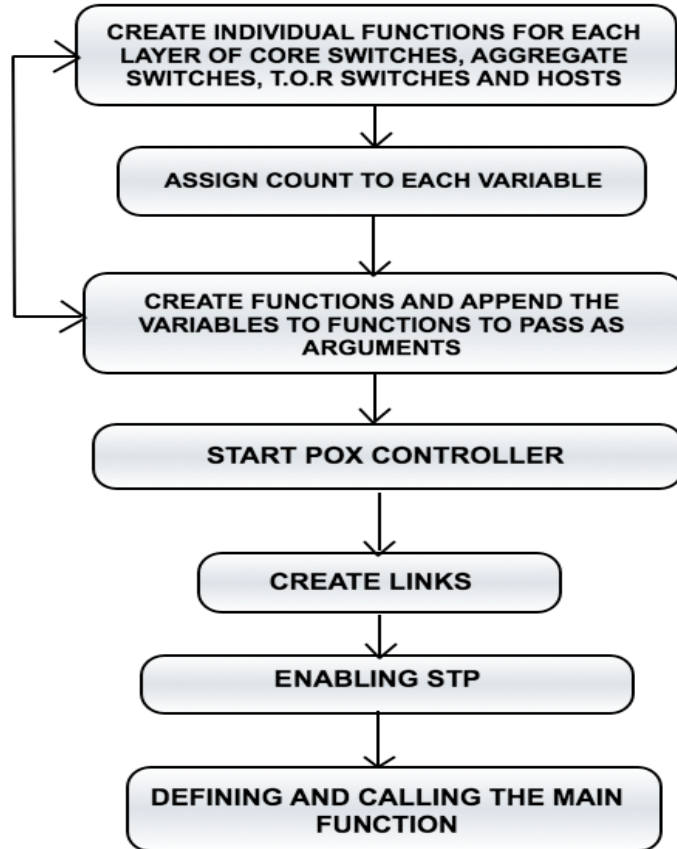 CREATE INDIVIDUAL FUNCTIONS FOR EACH
LAYER OF CORE SWITCHES, AGGREGATE
SWITCHES, T.O.R SWITCHES AND HOSTS
ASSIGN COUNT TO EACH VARIABLE
CREATE FUNCTIONS AND APPEND THE
VARIABLES TO FUNCTIONS TO PASS AS
ARGUMENTS
START POX CONTROLLER
CREATE LINKS
ENABLING STP
DEFINING AND CALLING THE MAIN
FUNCTION